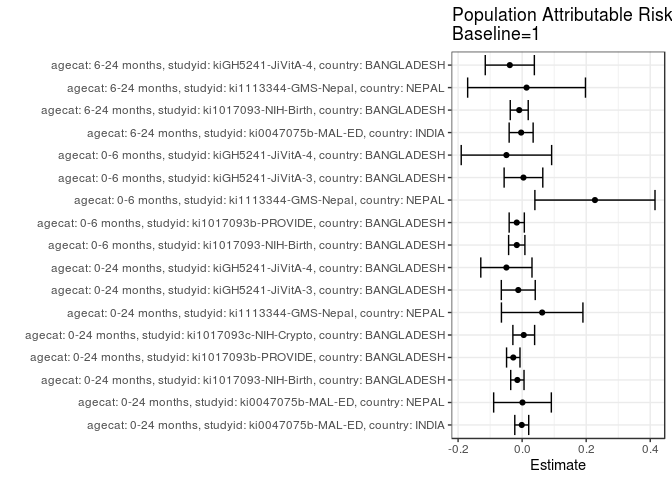 Population Attributable Risk
Baseline=1
agecat: 6-24 months, studyid: kiGH5241-JiVitA-4, country: BANGLADESH
agecat: 6-24 months, studyid: ki1113344-GMS-Nepal, country: NEPAL
agecat: 6-24 months, studyid: ki1017093-NIH-Birth, country: BANGLADESH
agecat: 6-24 months, studyid: ki0047075b-MAL-ED, country: INDIA
agecat: 0-6 months, studyid: kiGH5241-JiVitA-4, country: BANGLADESH
agecat: 0-6 months, studyid: kiGH5241-JiVitA-3, country: BANGLADESH
agecat: 0-6 months, studyid: ki1113344-GMS-Nepal, country: NEPAL
agecat: 0-6 months, studyid: ki1017093b-PROVIDE, country: BANGLADESH
agecat: 0-6 months, studyid: ki1017093-NIH-Birth, country: BANGLADESH
agecat: 0-24 months, studyid: kiGH5241-JiVitA-4, country: BANGLADESH
agecat: 0-24 months, studyid: kiGH5241-JiVitA-3, country: BANGLADESH
agecat: 0-24 months, studyid: ki1113344-GMS-Nepal, country: NEPAL
agecat: 0-24 months, studyid: ki1017093c-NIH-Crypto, country: BANGLADESH
agecat: 0-24 months, studyid: ki1017093b-PROVIDE, country: BANGLADESH
agecat: 0-24 months, studyid: ki1017093-NIH-Birth, country: BANGLADESH
agecat: 0-24 months, studyid: ki0047075b-MAL-ED, country: NEPAL
agecat: 0-24 months, studyid: ki0047075b-MAL-ED, country: INDIA
-0.2 0.0 0.2 0.4
Estimate